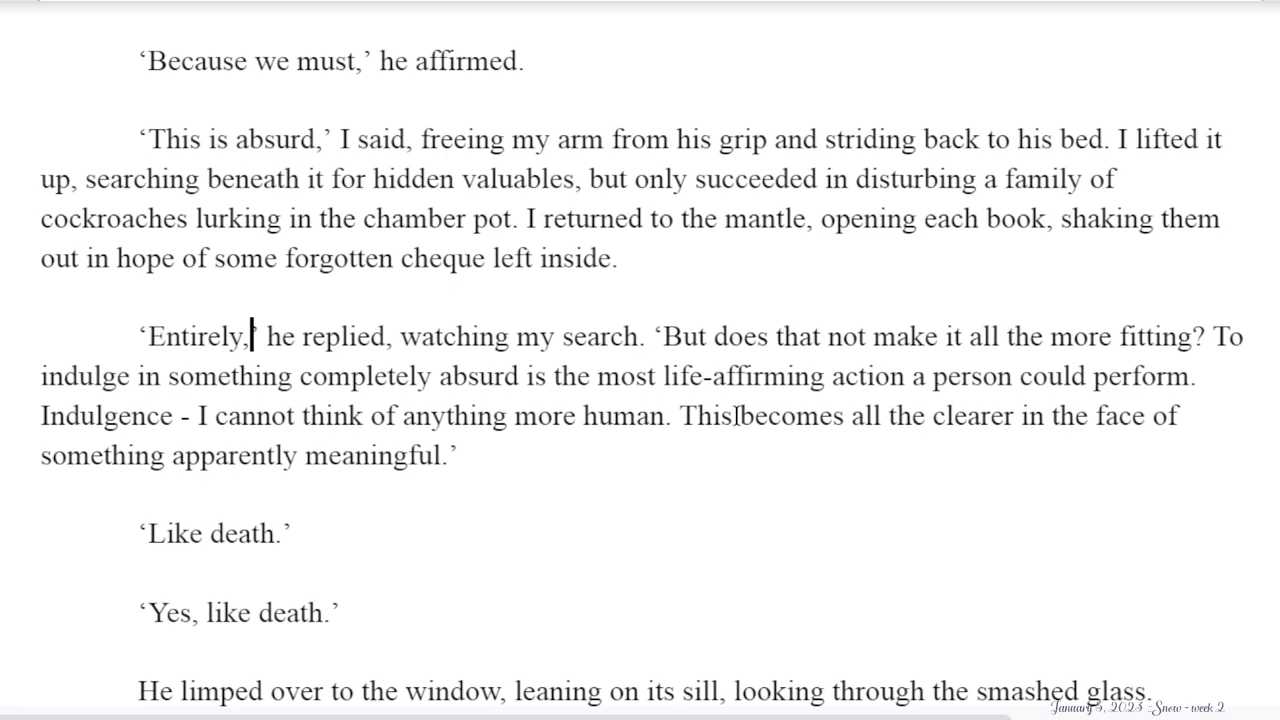 ‘Because we must,’ he affirmed.
‘This is absurd,’ I said, freeing my arm from his grip and striding back to his bed. I lifted it
up, searching beneath it for hidden valuables, but only succeeded in disturbing a family of
cockroaches lurking in the chamber pot. I returned to the mantle, opening each book, shaking them
out in hope of some forgotten cheque left inside.
‘Entirely,’ he replied, watching my search. ‘But does that not make it all the more fitting? To
indulge in something completely absurd is the most life-affirming action a person could perform.
Indulgence - I cannot think of anything more human. This becomes all the clearer in the face of
something apparently meaningful.’
‘Like death.’
‘Yes, like death.’
He limped over to the window, leaning on its sill, looking through the smashed glass.
January 5, 2023 - Snow - week 2